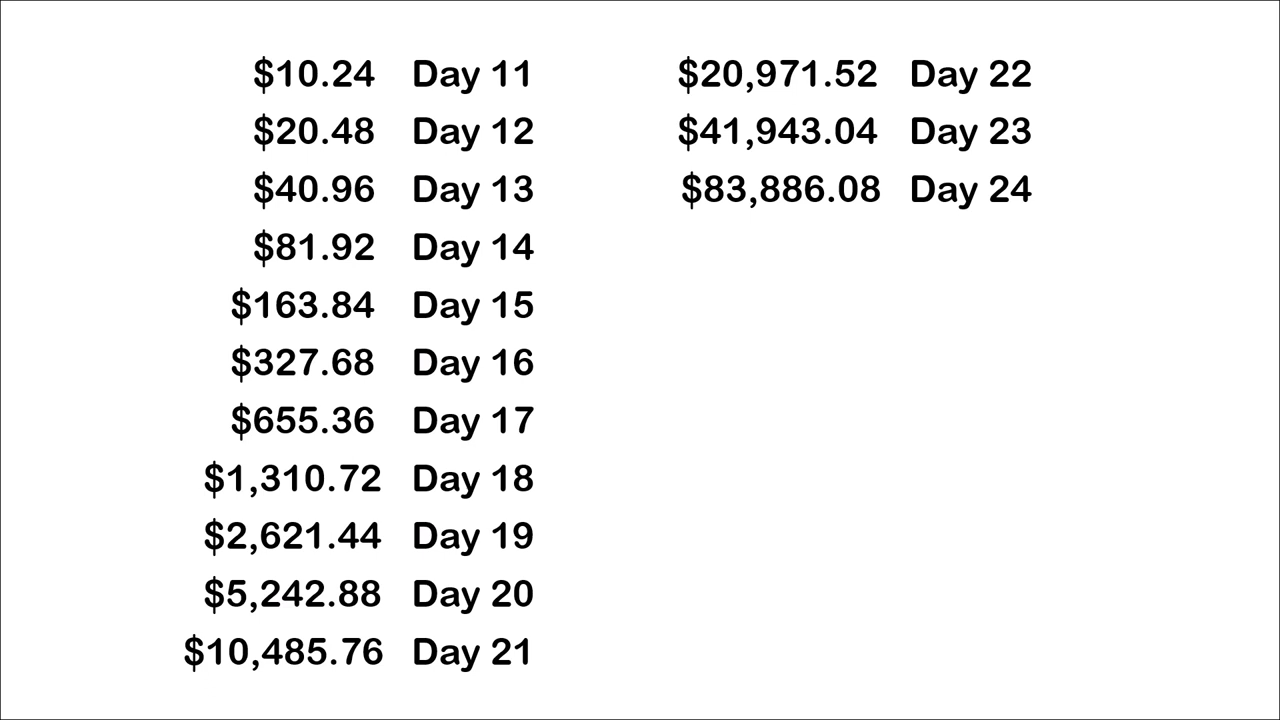 $10.24 Day 11
$20.48 Day 12
$40.96 Day 13
$81.92 Day 14
$163.84 Day 15
$327.68 Day 16
$655.36 Day 17
$1,310.72 Day 18
$2,621.44 Day 19
$5,242.88 Day 20
$10,485.76 Day 21
$20,971.52 Day 22
$41,943.04 Day 23
$83,886.08 Day 24